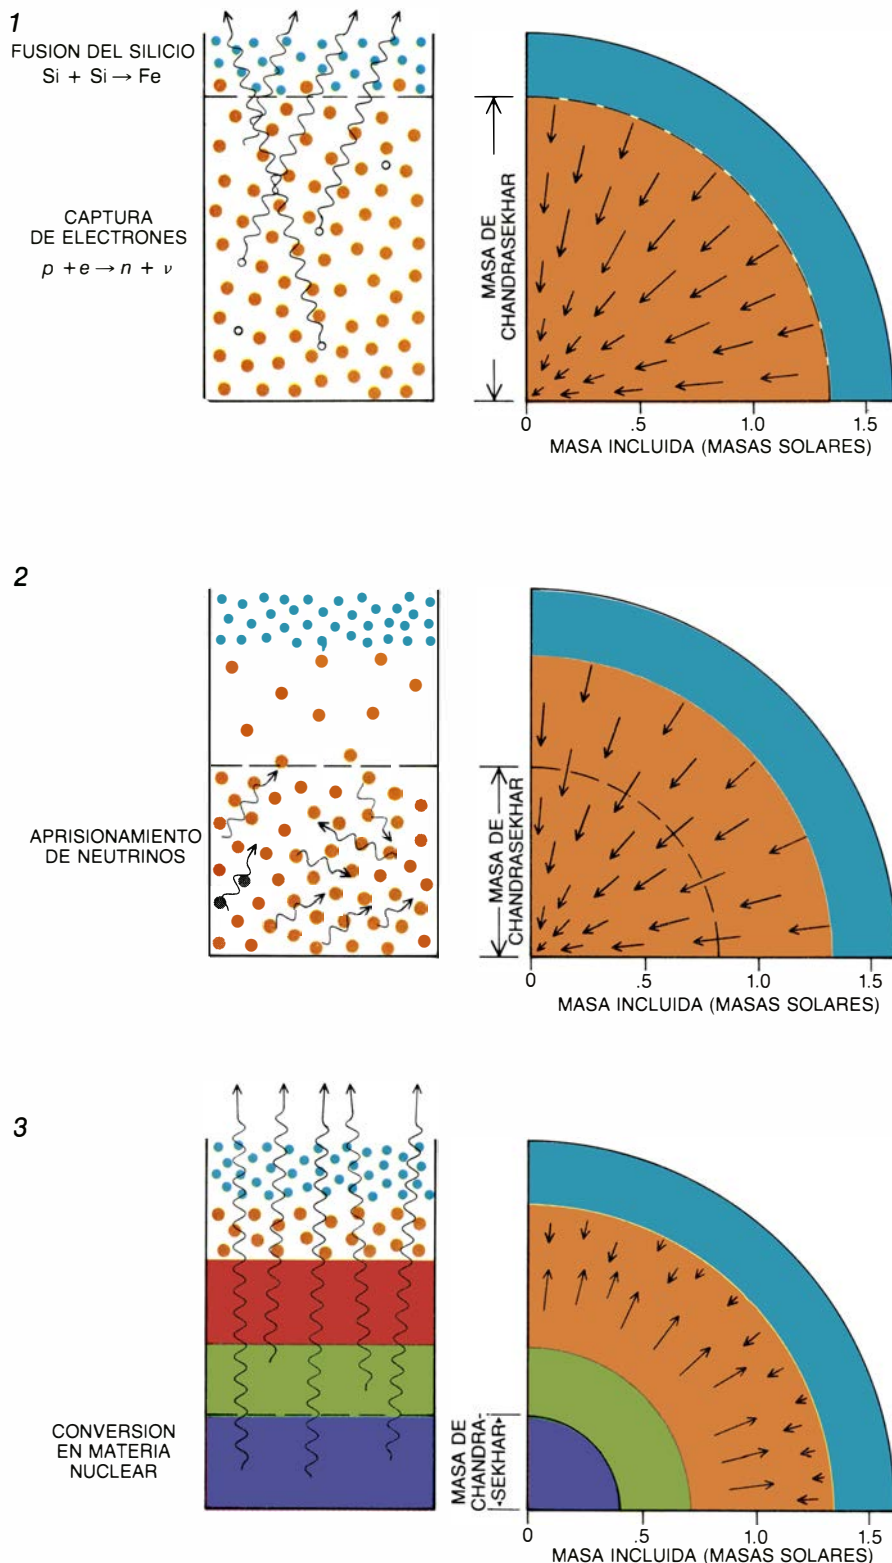 1
FUSION DEL SILICIO
Si + Si → Fe
CAPTURA
DE ELECTRONES
p + e → n + ν
MASA DE
CHANDRASEKHAR
0 .5 1.0 1.5
MASA INCLUIDA (MASAS SOLARES)
2
APRISIONAMIENTO
DE NEUTRINOS
MASA DE
CHANDRASEKHAR
0 .5 1.0 1.5
MASA INCLUIDA (MASAS SOLARES)
3
CONVERSION
EN MATERIA
NUCLEAR
MASA DE
CHANDRA-
SEKHAR
0 .5 1.0 1.5
MASA INCLUIDA (MASAS SOLARES)